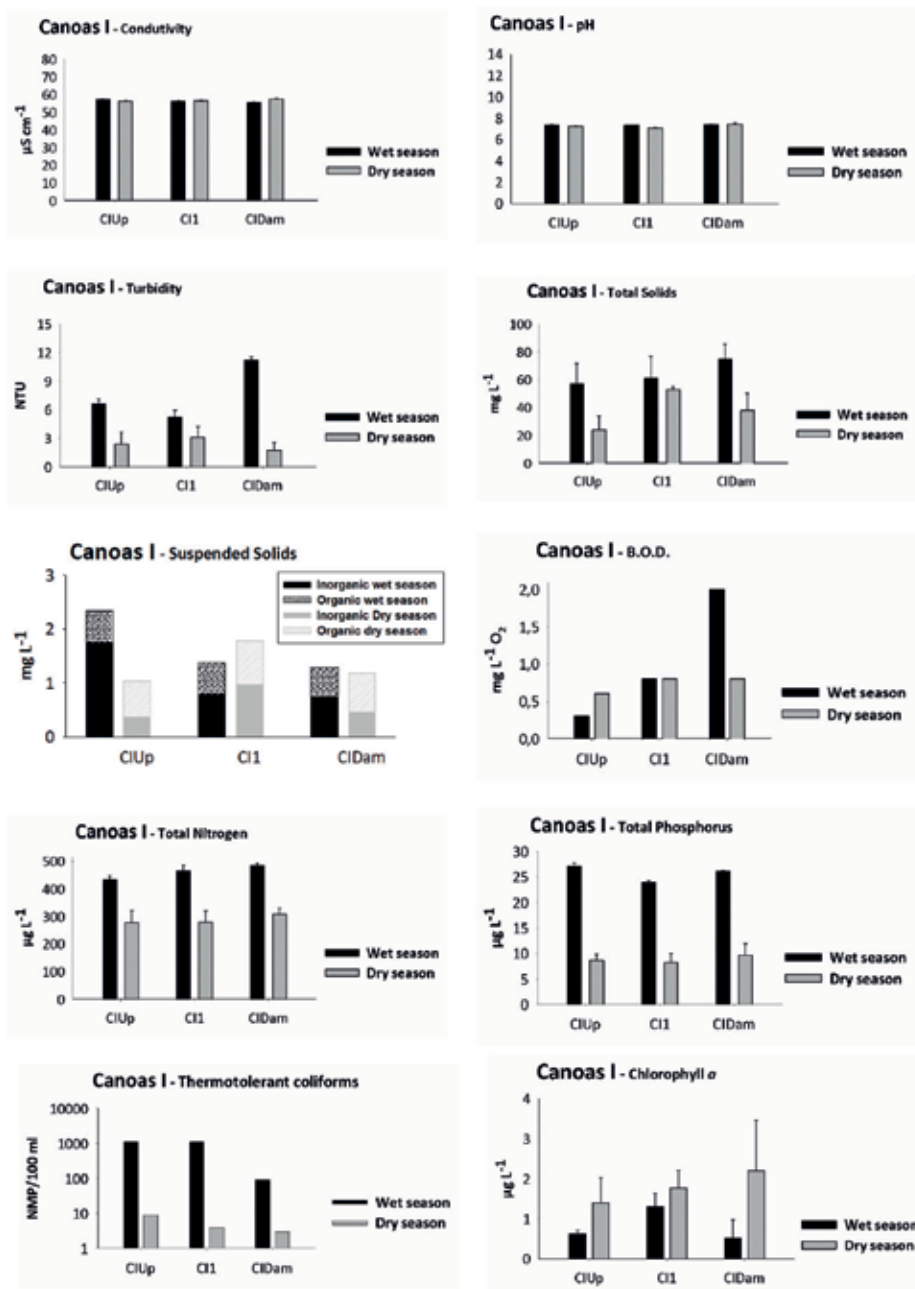 Canoas I - Condutivity
80
70
60
50
40
30
20
10
0
µS cm-1
CIUp CI1 CIDam
Wet season
Dry season
Canoas I - pH
14
12
10
8
6
4
2
0
CIUp CI1 CIDam
Wet season
Dry season
Canoas I - Turbidity
15
12
9
6
3
0
NTU
CIUp CI1 CIDam
Wet season
Dry season
Canoas I - Total Solids
100
80
60
40
20
0
mg L-1
CIUp CI1 CIDam
Wet season
Dry season
Canoas I - Suspended Solids
3
2
1
0
mg L-1
Inorganic wet season
Organic wet season
Inorganic Dry season
Organic dry season
CIUp CI1 CIDam
Canoas I - B.O.D.
2,0
1,0
1,0
0,5
0,0
mg L-1 O2
CIUp CI1 CIDam
Wet season
Dry season
Canoas I - Total Nitrogen
500
400
300
200
100
0
µg L-1
CIUp CI1 CIDam
Wet season
Dry season
Canoas I - Total Phosphorus
30
25
20
15
10
5
0
µg L-1
CIUp CI1 CIDam
Wet season
Dry season
Canoas I - Thermotolerant coliforms
10000
1000
100
10
1
NMP/100 ml
CIUp CI1 CIDam
Wet season
Dry season
Canoas I - Chlorophyll a
4
3
2
1
0
µg L-1
CIUp CI1 CIDam
Wet season
Dry season